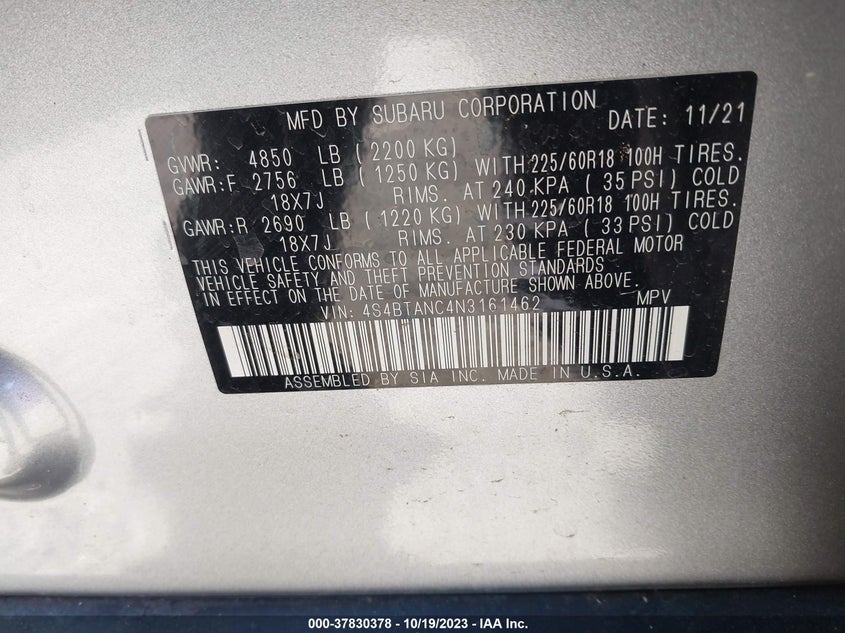 MFD BY SUBARU CORPORATION DATE: 11/21
GVWR: 4850 LB (2200 KG)
GAWR:F 2756 LB (1250 KG) WITH 225/60R18 100H TIRES.
18X7J RIMS. AT 240 KPA (35 PSI) COLD
GAWR:R 2690 LB (1220 KG) WITH 225/60R18 100H TIRES.
18X7J RIMS. AT 230 KPA (33 PSI) COLD
THIS VEHICLE CONFORMS TO ALL APPLICABLE FEDERAL MOTOR
VEHICLE SAFETY AND THEFT PREVENTION STANDARDS
IN EFFECT ON THE DATE OF MANUFACTURE SHOWN ABOVE.
VIN: 4S4BTANC4N3161462 MPV
ASSEMBLED BY SIA INC. MADE IN U.S.A.
000-37830378 - 10/19/2023 - IAA Inc.